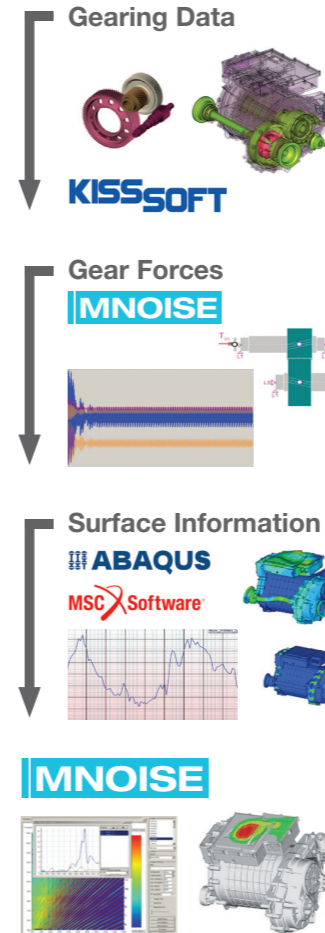 Gearing Data
KISSSOFT
Gear Forces
MNOISE
Surface Information
ABAQUS
MSC Software
MNOISE